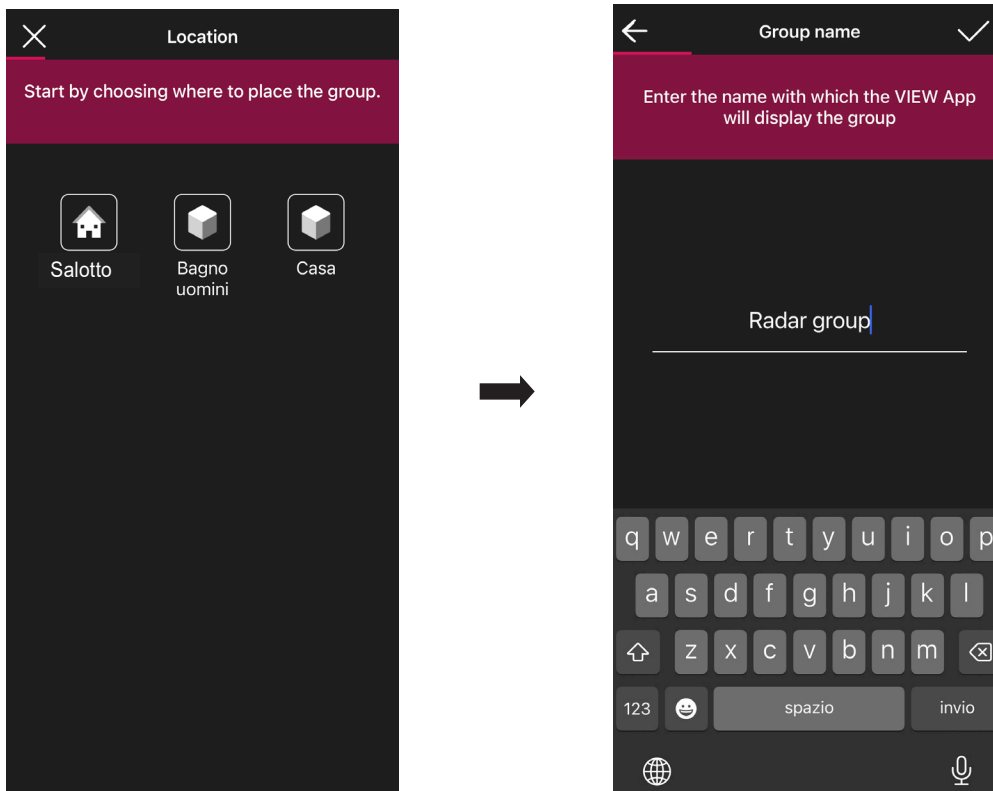 Location
Start by choosing where to place the group.
Salotto
Bagno
uomini
Casa
Group name
Enter the name with which the VIEW App
will display the group
Radar group
q w e r t y u i o p
a s d f g h j k l
z x c v b n m
123 spazio invio